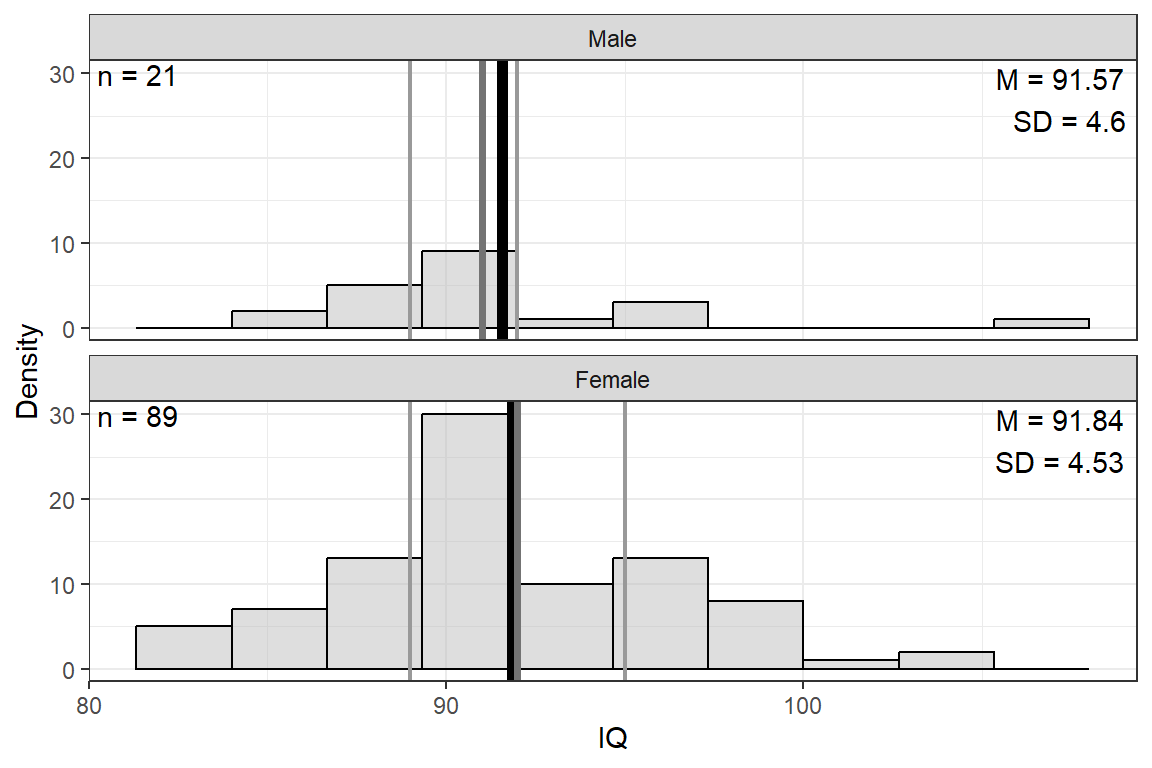 Male
n = 21
M = 91.57
SD = 4.6
30
20
10
0
Density
Female
n = 89
M = 91.84
SD = 4.53
30
20
10
0
80 90 100
IQ